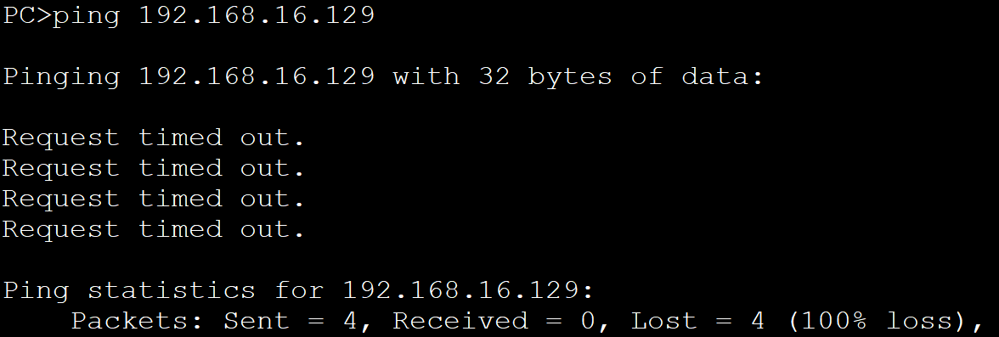 PC>ping 192.168.16.129
Pinging 192.168.16.129 with 32 bytes of data:
Request timed out.
Request timed out.
Request timed out.
Request timed out.
Ping statistics for 192.168.16.129:
Packets: Sent = 4, Received = 0, Lost = 4 (100% loss),